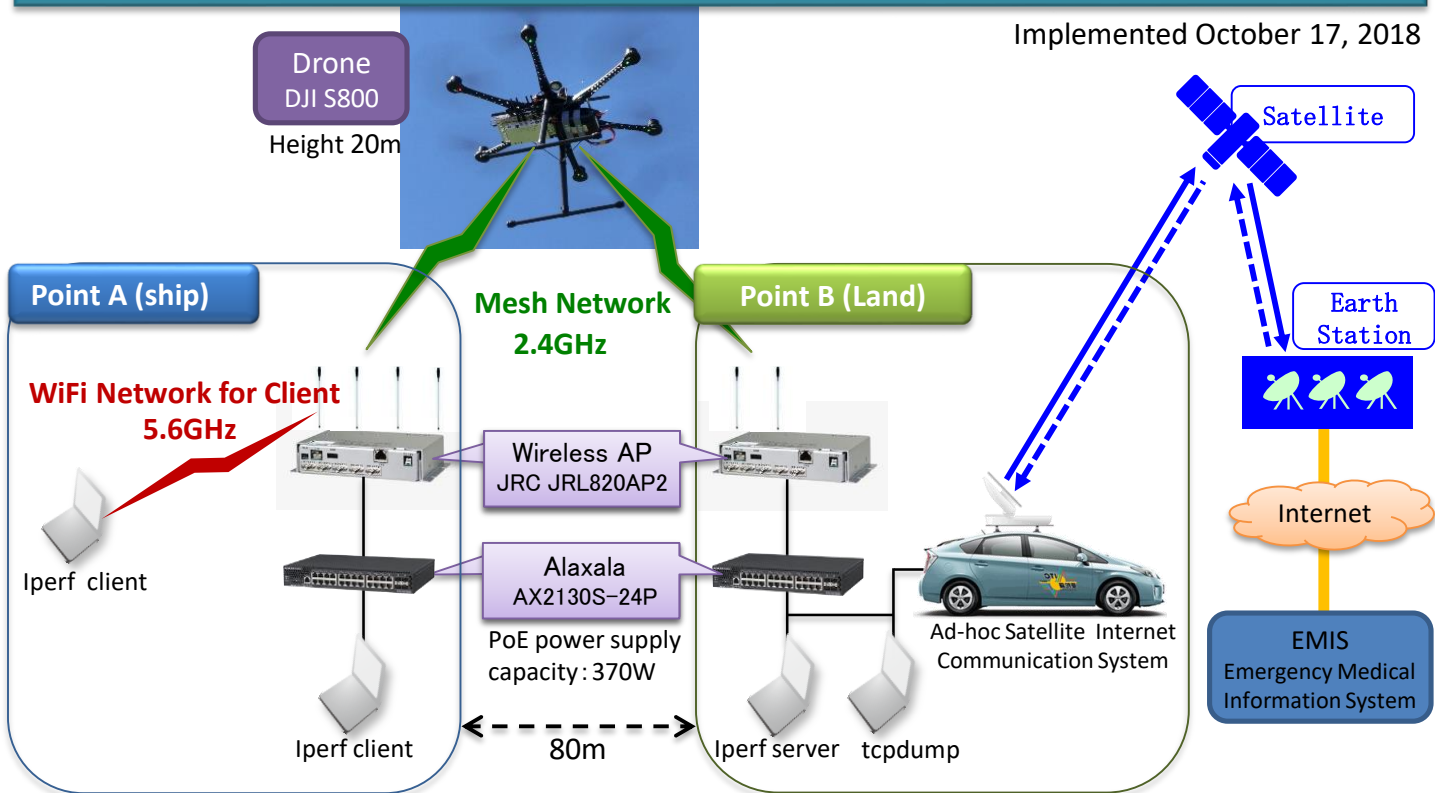 Implemented October 17, 2018
Drone
DJI S800
Height 20m
Satellite
Point A (ship)
Mesh Network
2.4GHz
Point B (Land)
Earth
Station
WiFi Network for Client
5.6GHz
Wireless AP
JRC JRL820AP2
Internet
Iperf client
Alaxala
AX2130S-24P
PoE power supply
capacity : 370W
Ad-hoc Satellite Internet
Communication System
EMIS
Emergency Medical
Information System
Iperf client
80m
Iperf server
tcpdump